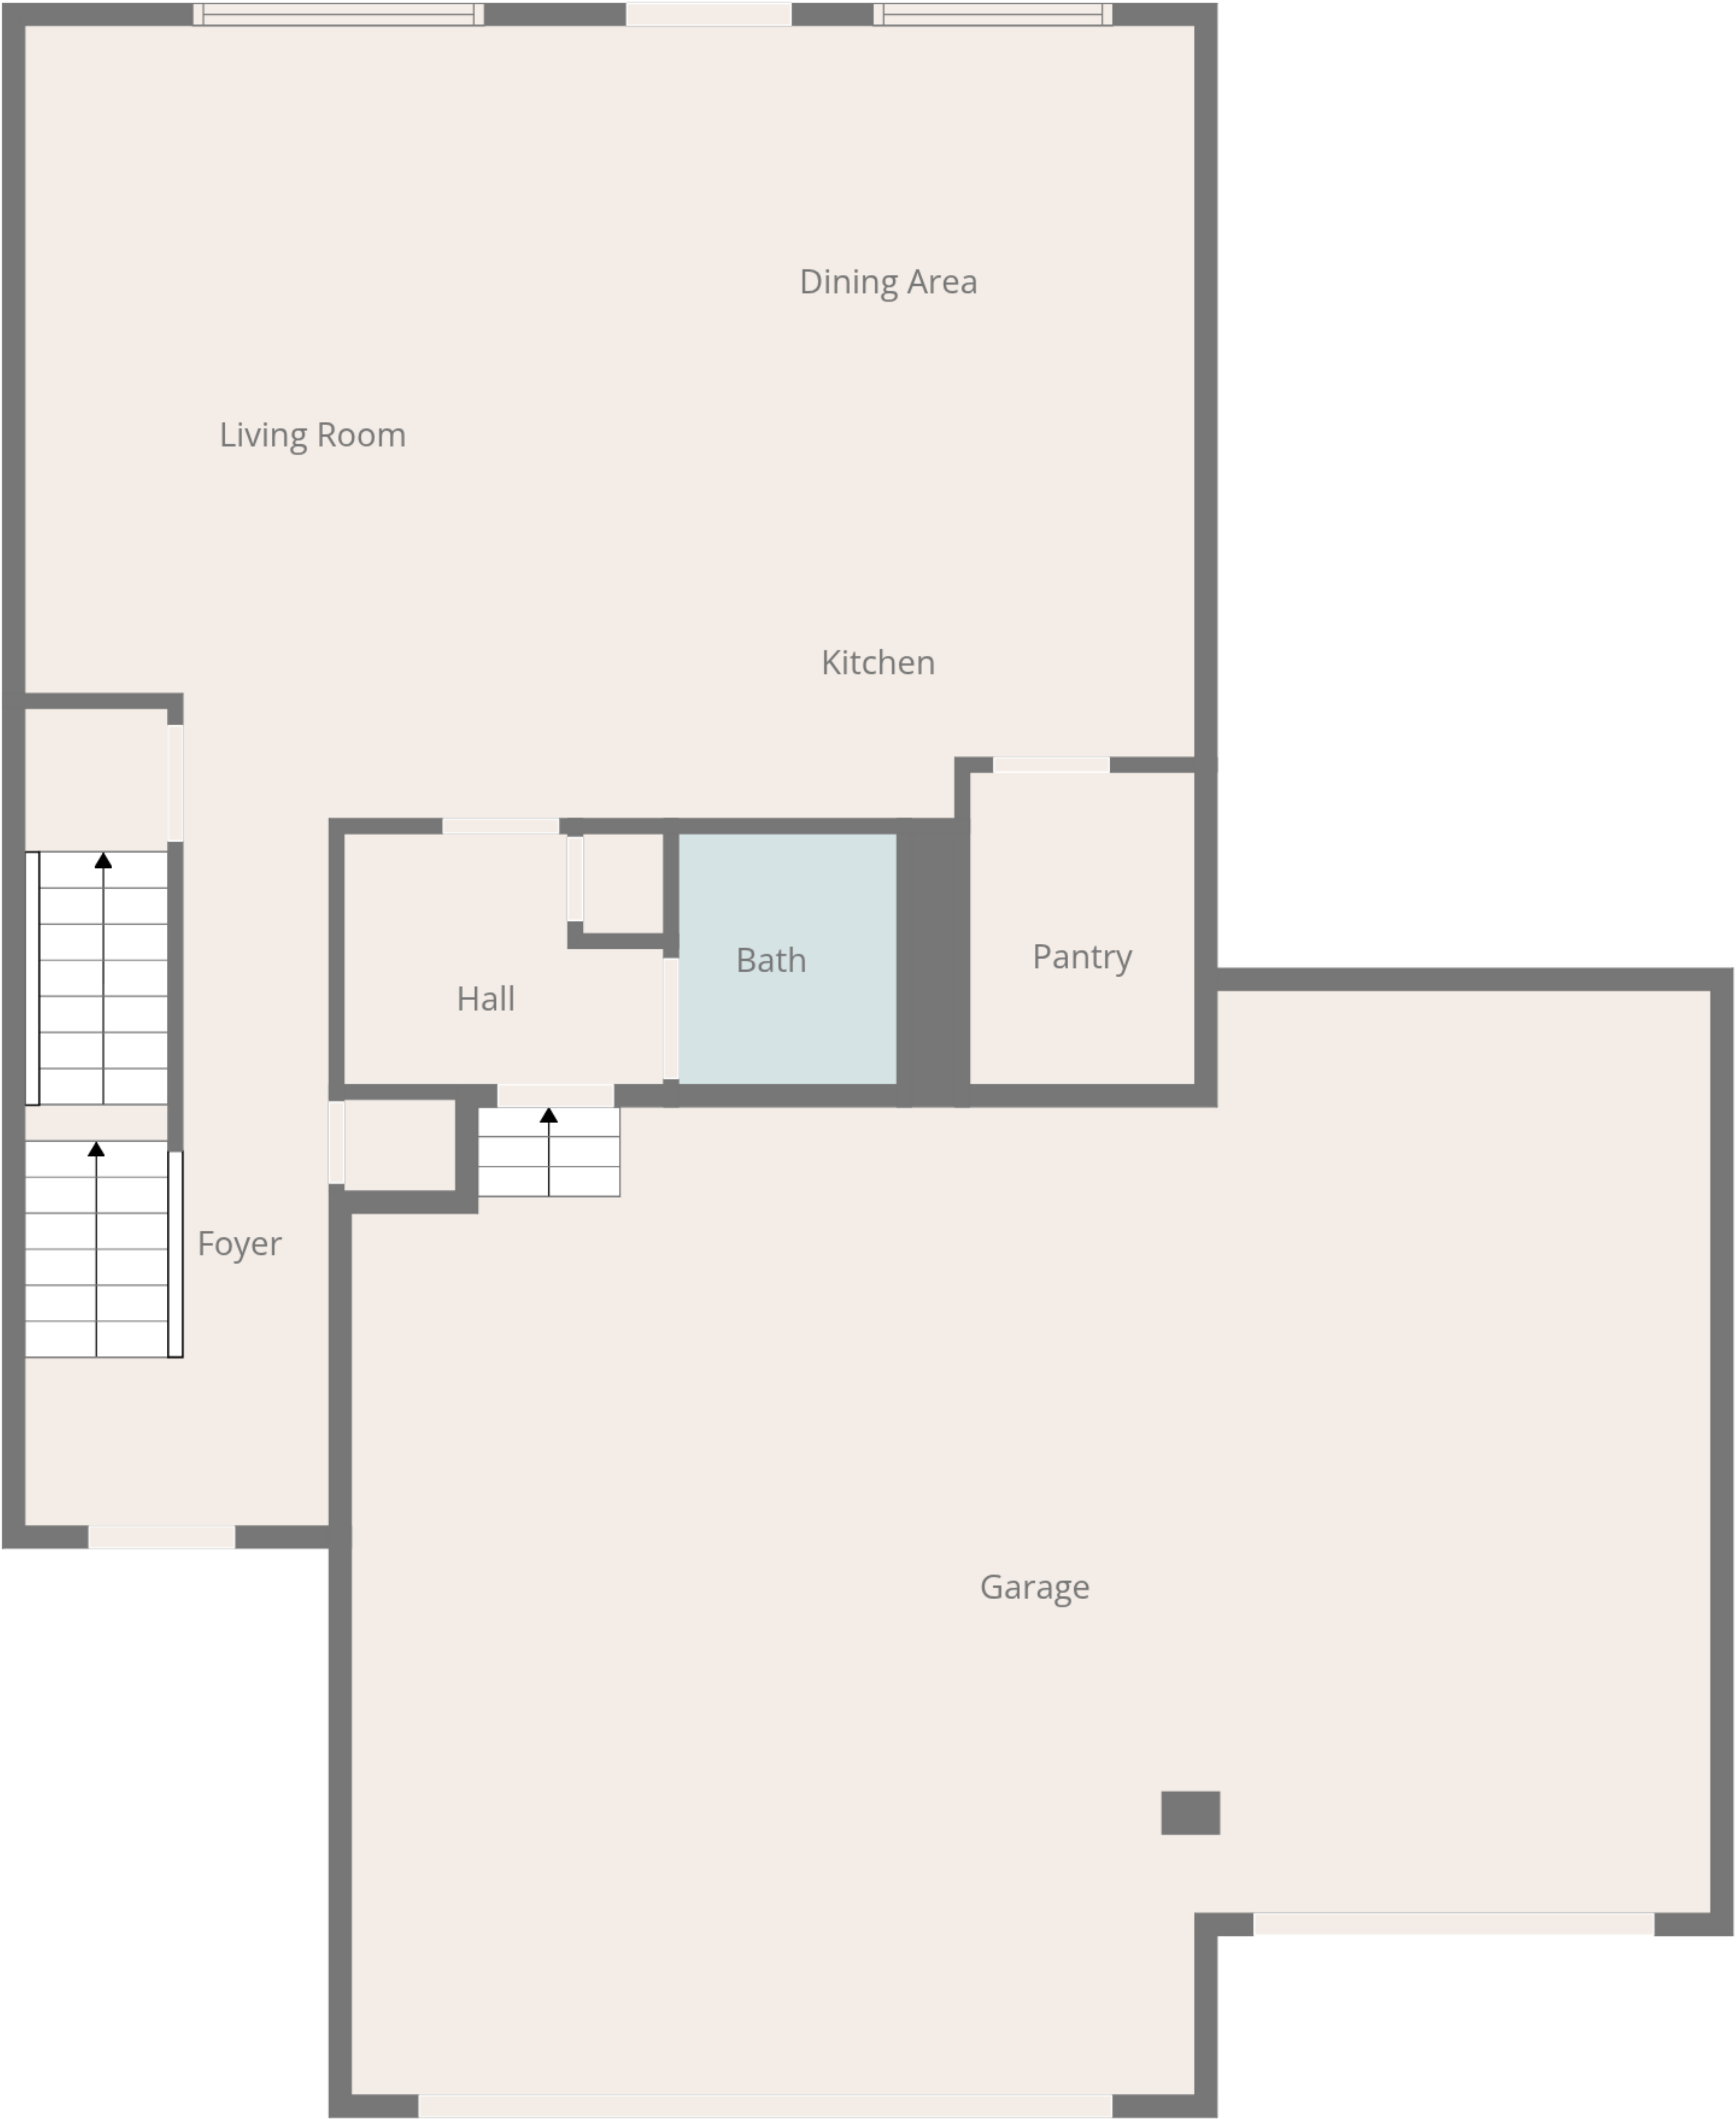 Dining Area
Living Room
Kitchen
Bath
Pantry
Hall
Foyer
Garage